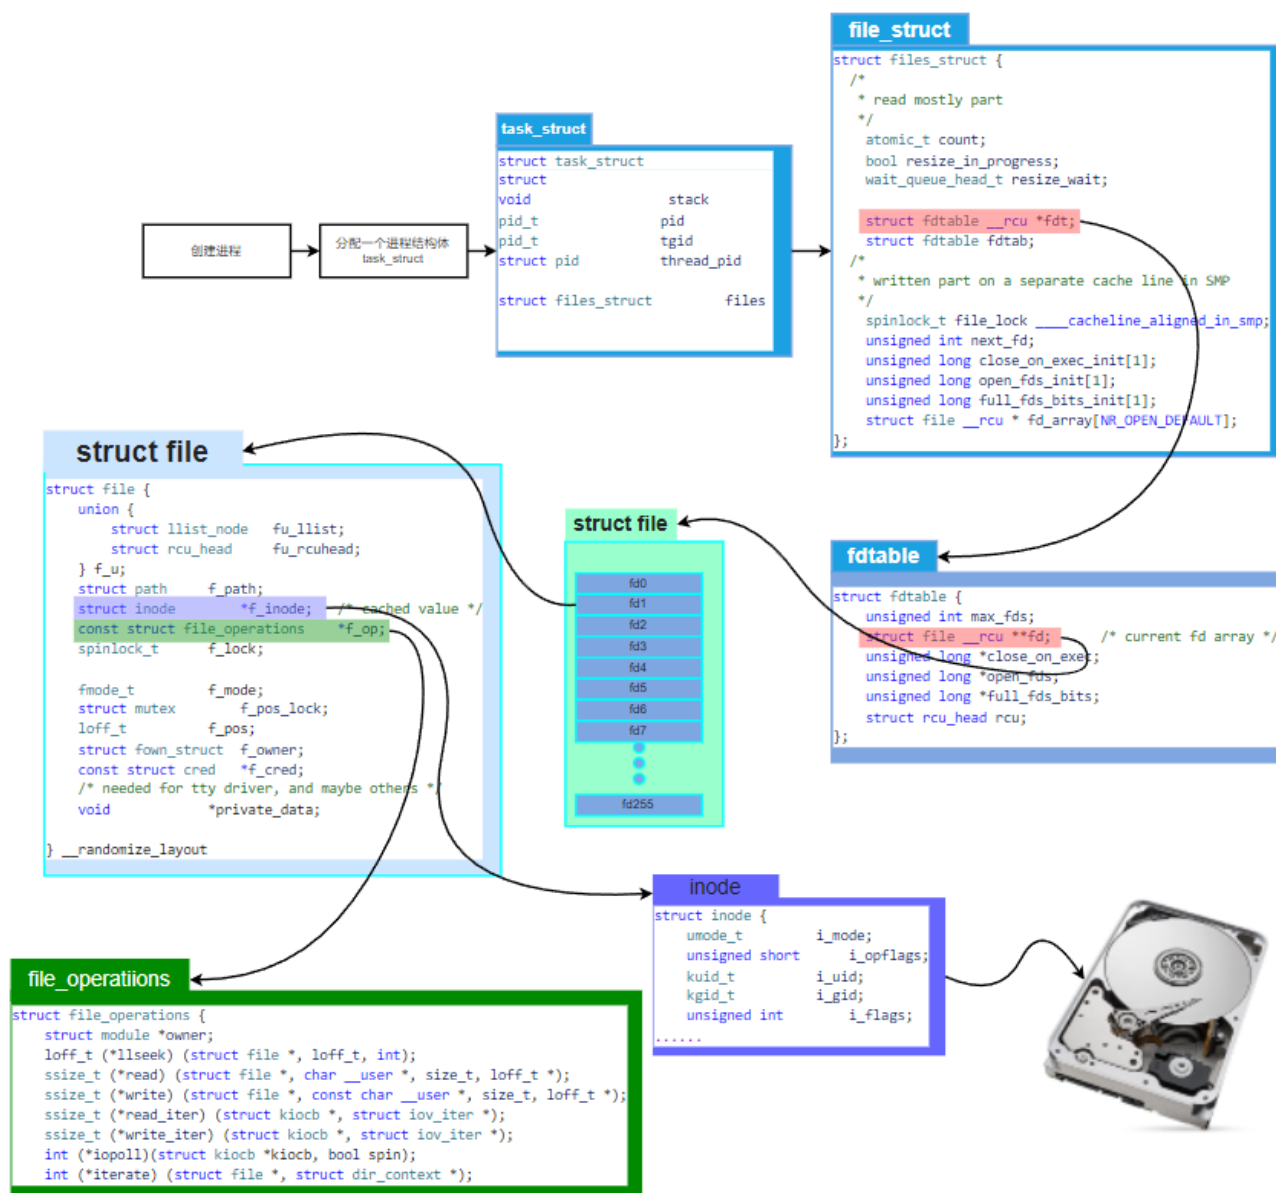 file_struct
struct files_struct {
/*
* read mostly part
*/
atomic_t count;
bool resize_in_progress;
wait_queue_head_t resize_wait;
struct fdtable __rcu *fdt;
struct fdtable fdtab;
/*
* written part on a separate cache line in SMP
*/
spinlock_t file_lock ____cacheline_aligned_in_smp;
unsigned int next_fd;
unsigned long close_on_exec_init[1];
unsigned long open_fds_init[1];
unsigned long full_fds_bits_init[1];
struct file __rcu * fd_array[NR_OPEN_DEFAULT];
};
task_struct
struct task_struct
struct
void stack
pid_t pid
pid_t tgid
struct pid thread_pid
struct files_struct files
创建进程
分配一个进程结构体
task_struct
struct file
struct file {
union {
struct llist_node fu_llist;
struct rcu_head fu_rcuhead;
} f_u;
struct path f_path;
struct inode *f_inode; /* cached value */
const struct file_operations *f_op;
spinlock_t f_lock;
fmode_t f_mode;
struct mutex f_pos_lock;
loff_t f_pos;
struct fown_struct f_owner;
const struct cred *f_cred;
/* needed for tty driver, and maybe others */
void *private_data;
} __randomize_layout
struct file
fd0
fd1
fd2
fd3
fd4
fd5
fd6
fd7
fd255
fdtable
struct fdtable {
unsigned int max_fds;
struct file __rcu **fd; /* current fd array */
unsigned long *close_on_exec;
unsigned long *open_fds;
unsigned long *full_fds_bits;
struct rcu_head rcu;
};
inode
struct inode {
umode_t i_mode;
unsigned short i_opflags;
kuid_t i_uid;
kgid_t i_gid;
unsigned int i_flags;
......
file_operatiions
struct file_operations {
struct module *owner;
loff_t (*llseek) (struct file *, loff_t, int);
ssize_t (*read) (struct file *, char __user *, size_t, loff_t *);
ssize_t (*write) (struct file *, const char __user *, size_t, loff_t *);
ssize_t (*read_iter) (struct kiocb *, struct iov_iter *);
ssize_t (*write_iter) (struct kiocb *, struct iov_iter *);
int (*iopoll)(struct kiocb *kiocb, bool spin);
int (*iterate) (struct file *, struct dir_context *);